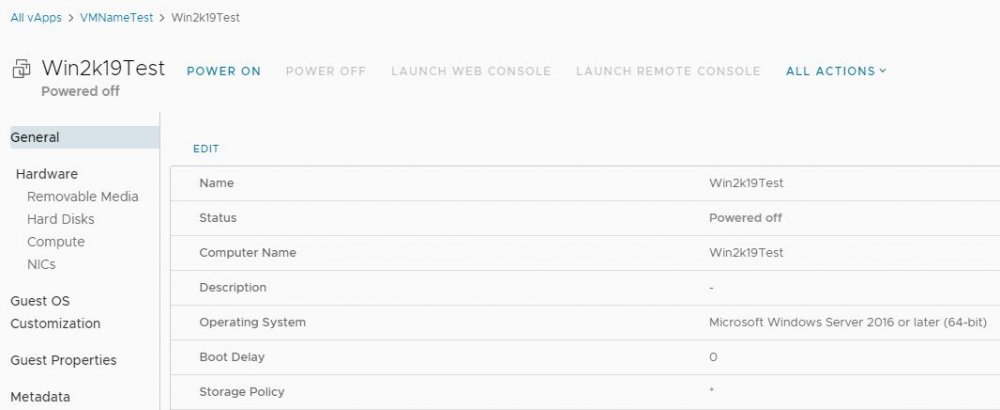 All vApps > VMNameTest > Win2k19Test
Win2k19Test POWER ON POWER OFF LAUNCH WEB CONSOLE LAUNCH REMOTE CONSOLE ALL ACTIONS
Powered off
General
EDIT
Hardware
Removable Media
Hard Disks
Compute
NICs
Guest OS
Customization
Guest Properties
Metadata
Name Win2k19Test
Status Powered off
Computer Name Win2k19Test
Description -
Operating System Microsoft Windows Server 2016 or later (64-bit)
Boot Delay 0
Storage Policy *